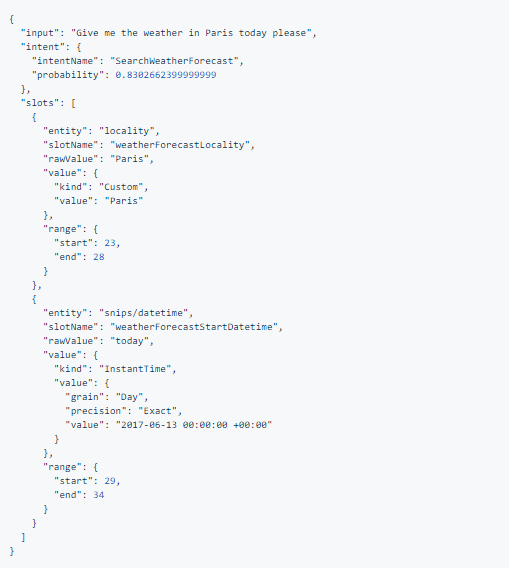 {
  "input": "Give me the weather in Paris today please",
  "intent": {
    "intentName": "SearchWeatherForecast",
    "probability": 0.8302662399999999
  },
  "slots": [
    {
      "entity": "locality",
      "slotName": "weatherForecastLocality",
      "rawValue": "Paris",
      "value": {
        "kind": "Custom",
        "value": "Paris"
      },
      "range": {
        "start": 23,
        "end": 28
      }
    },
    {
      "entity": "snips/datetime",
      "slotName": "weatherForecastStartDatetime",
      "rawValue": "today",
      "value": {
        "kind": "InstantTime",
        "value": {
          "grain": "Day",
          "precision": "Exact",
          "value": "2017-06-13 00:00:00 +00:00"
        }
      },
      "range": {
        "start": 29,
        "end": 34
      }
    }
  ]
}